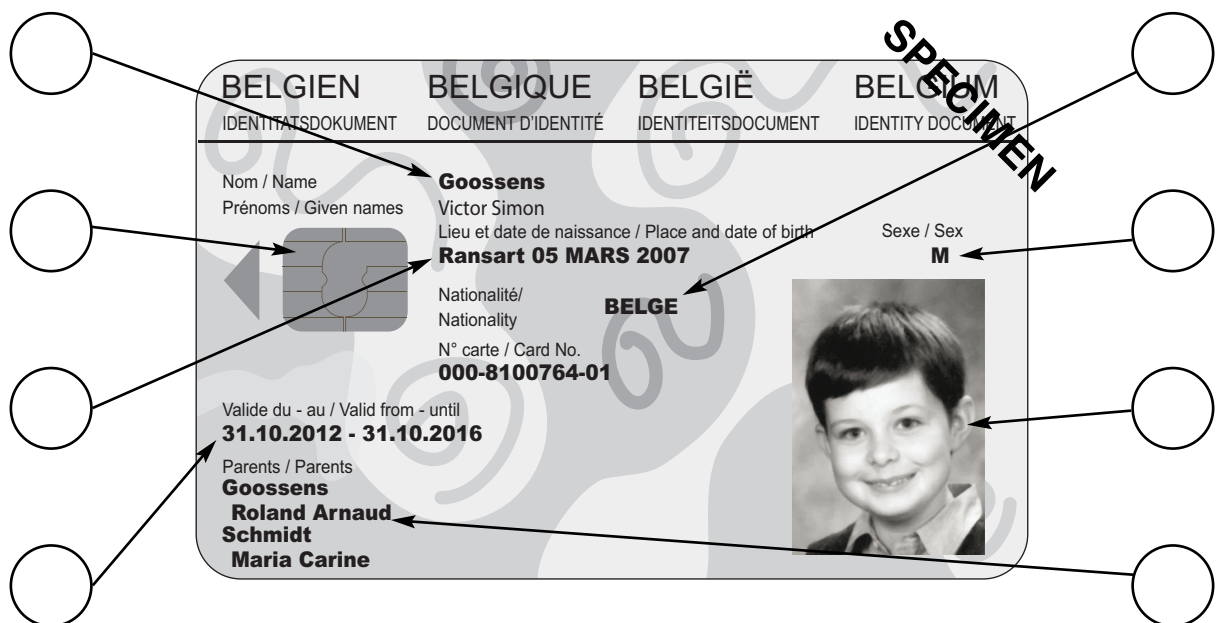 SPECIMEN
BELGIEN BELGIQUE BELGIË BELGIUM
IDENTITATSDOKUMENT DOCUMENT D'IDENTITÉ IDENTITEITSDOCUMENT IDENTITY DOCUMENT
Nom / Name Goossens
Prénoms / Given names Victor Simon
Lieu et date de naissance / Place and date of birth Sexe / Sex
Ransart 05 MARS 2007 M
Nationalité/ BELGE
Nationality
N° carte / Card No.
000-8100764-01
Valide du - au / Valid from - until
31.10.2012 - 31.10.2016
Parents / Parents
Goossens
Roland Arnaud
Schmidt
Maria Carine